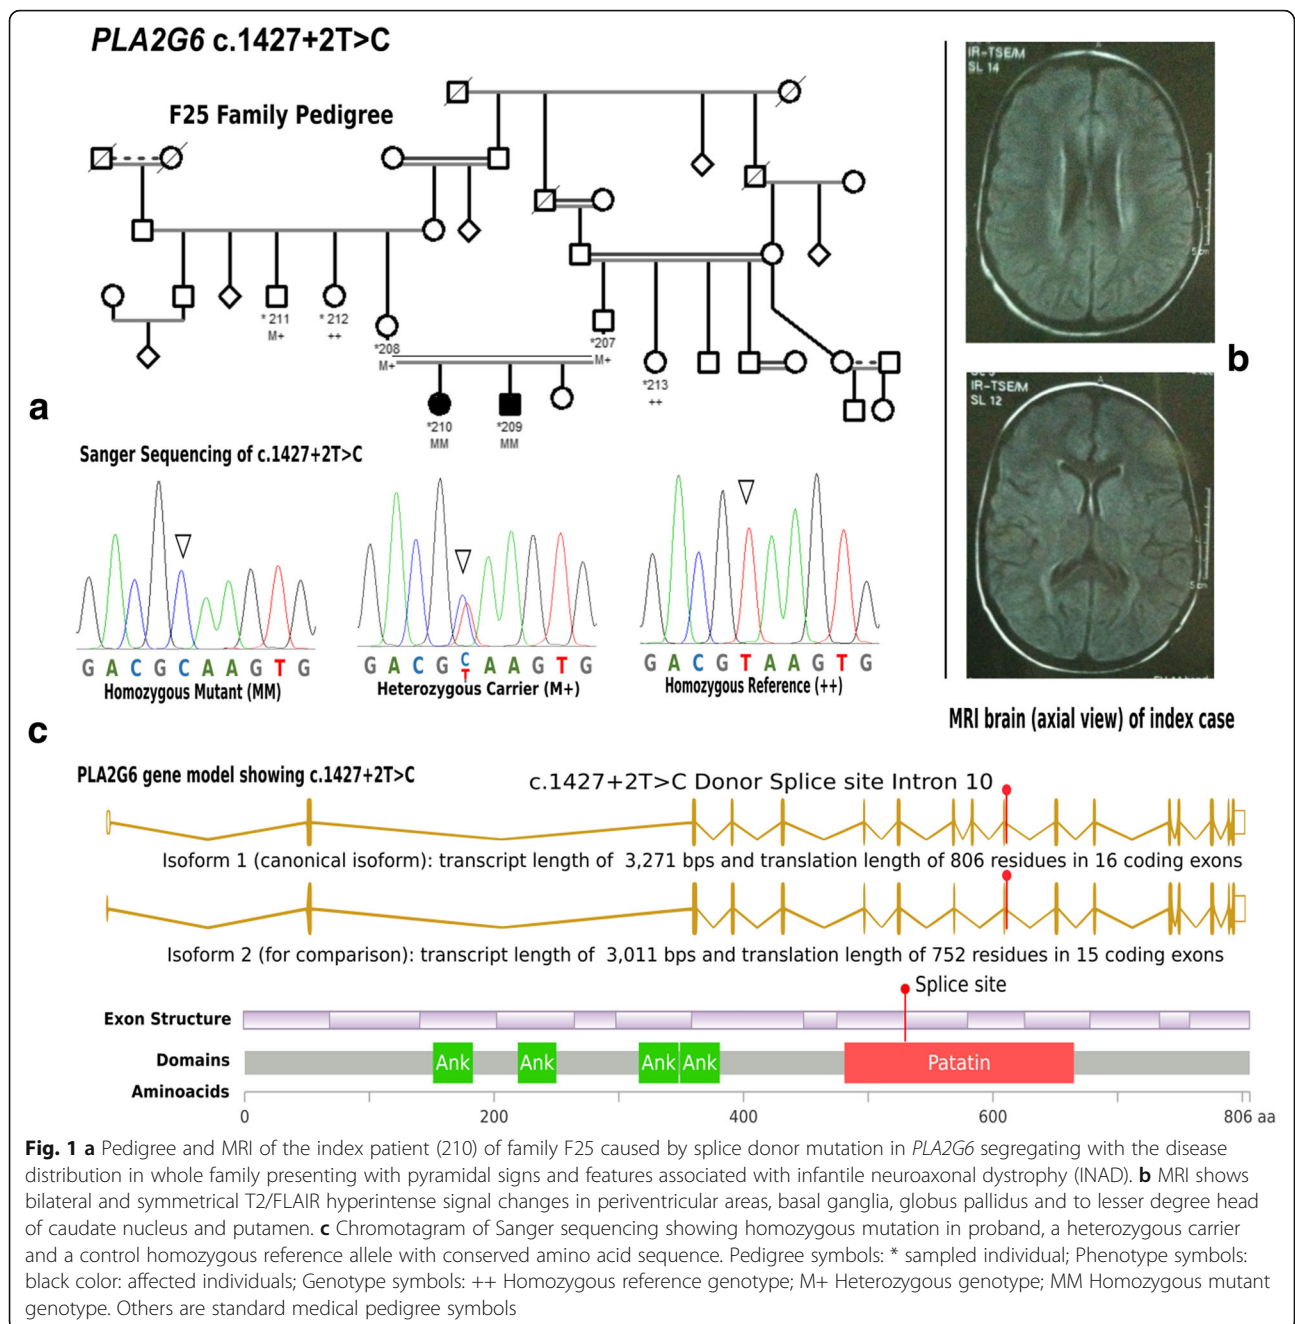 PLA2G6 c.1427+2T>C
F25 Family Pedigree
* 211
M+
* 212
++
*208
M+
*207
M+
*213
++
*210
MM
*209
MM
a
IR-TSE/M
SL 14
A
5 cm
b
IR-TSE/M
SL 12
A
5 cm
MRI brain (axial view) of index case
Sanger Sequencing of c.1427+2T>C
G A C G C A A G T G
Homozygous Mutant (MM)
G A C G C A A G T G
T
Heterozygous Carrier (M+)
G A C G T A A G T G
Homozygous Reference (++)
c
PLA2G6 gene model showing c.1427+2T>C
c.1427+2T>C Donor Splice site Intron 10
Isoform 1 (canonical isoform): transcript length of 3,271 bps and translation length of 806 residues in 16 coding exons
Isoform 2 (for comparison): transcript length of 3,011 bps and translation length of 752 residues in 15 coding exons
Splice site
Exon Structure
Domains
Ank Ank Ank Ank Patatin
Aminoacids
0 200 400 600 806 aa
Fig. 1 a Pedigree and MRI of the index patient (210) of family F25 caused by splice donor mutation in PLA2G6 segregating with the disease
distribution in whole family presenting with pyramidal signs and features associated with infantile neuroaxonal dystrophy (INAD). b MRI shows
bilateral and symmetrical T2/FLAIR hyperintense signal changes in periventricular areas, basal ganglia, globus pallidus and to lesser degree head
of caudate nucleus and putamen. c Chromotagram of Sanger sequencing showing homozygous mutation in proband, a heterozygous carrier
and a control homozygous reference allele with conserved amino acid sequence. Pedigree symbols: * sampled individual; Phenotype symbols:
black color: affected individuals; Genotype symbols: ++ Homozygous reference genotype; M+ Heterozygous genotype; MM Homozygous mutant
genotype. Others are standard medical pedigree symbols